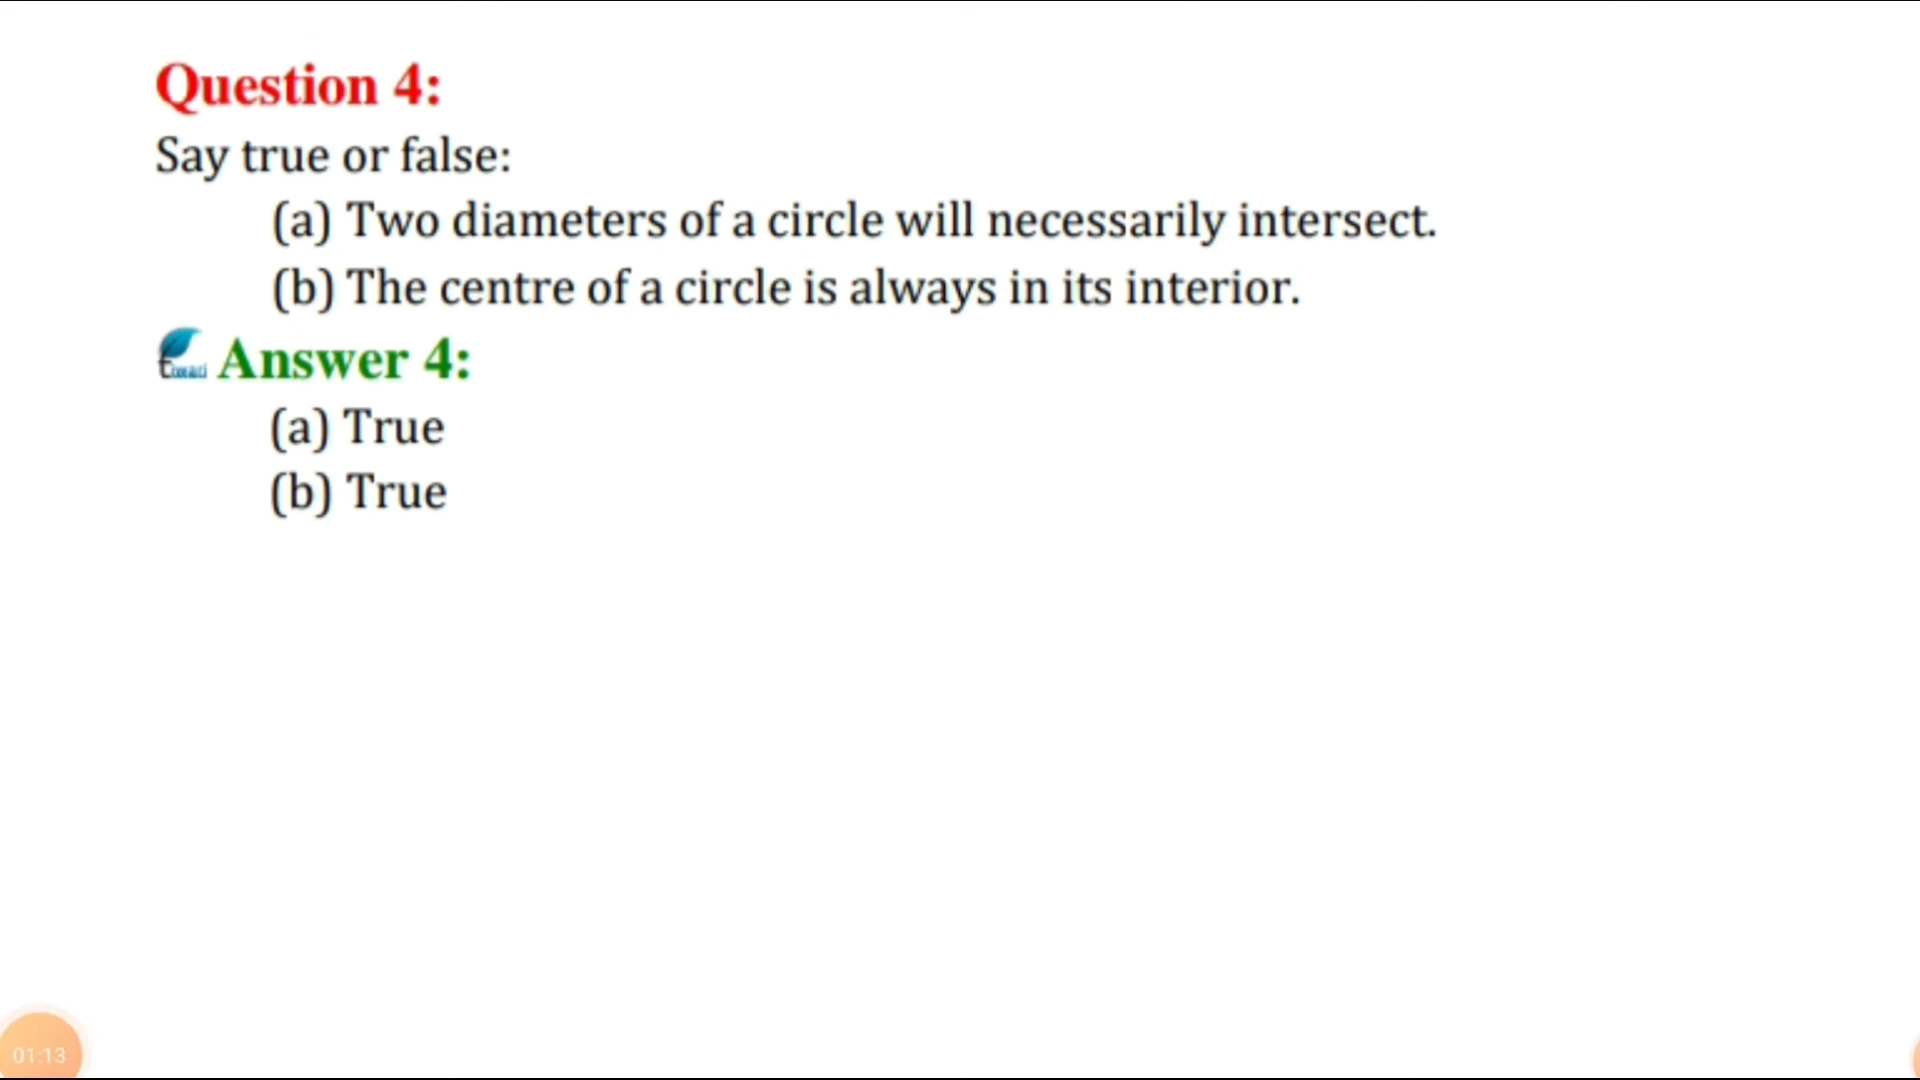 Question 4:
Say true or false:
(a) Two diameters of a circle will necessarily intersect.
(b) The centre of a circle is always in its interior.
Answer 4:
(a) True
(b) True
01:13